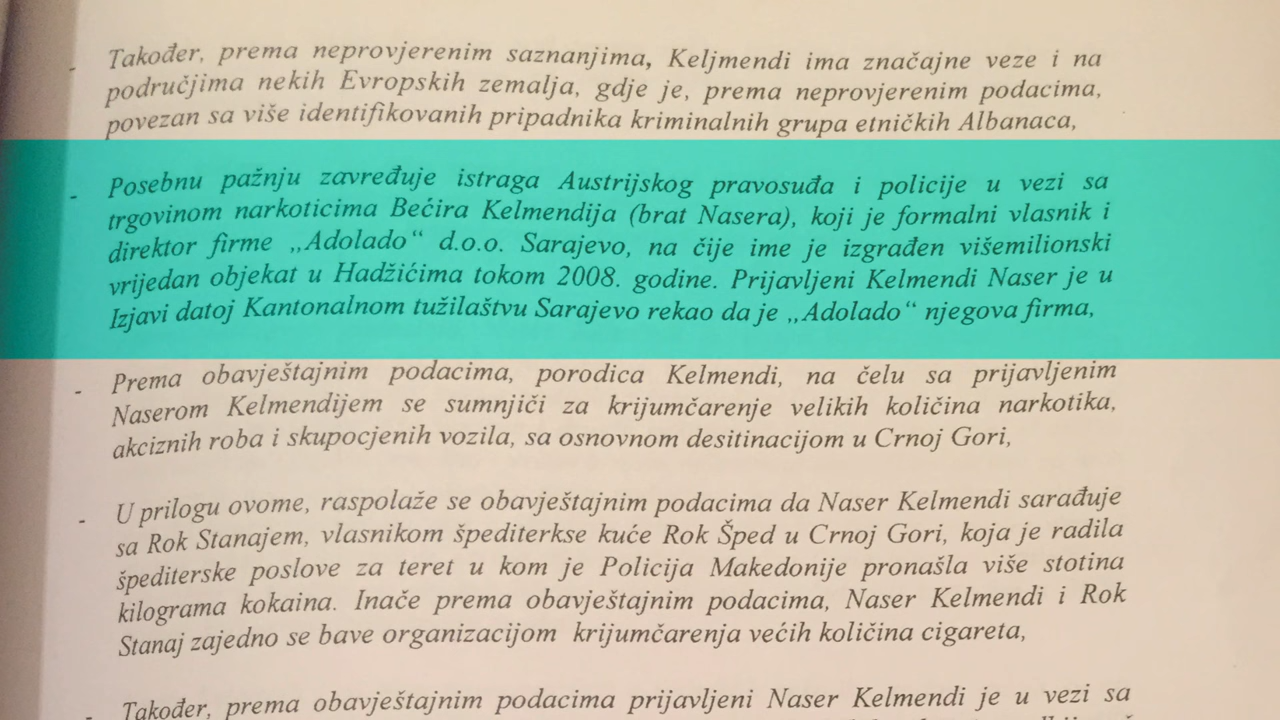 - Također, prema neprovjerenim saznanjima, Keljmendi ima značajne veze i na
područjima nekih Evropskih zemalja, gdje je, prema neprovjerenim podacima,
povezan sa više identifikovanih pripadnika kriminalnih grupa etničkih Albanaca,
- Posebnu pažnju zavređuje istraga Austrijskog pravosuđa i policije u vezi sa
trgovinom narkoticima Bećira Kelmendija (brat Nasera), koji je formalni vlasnik i
direktor firme „Adolado“ d.o.o. Sarajevo, na čije ime je izgrađen višemilionski
vrijedan objekat u Hadžićima tokom 2008. godine. Prijavljeni Kelmendi Naser je u
Izjavi datoj Kantonalnom tužilaštvu Sarajevo rekao da je „Adolado“ njegova firma,
- Prema obavještajnim podacima, porodica Kelmendi, na čelu sa prijavljenim
Naserom Kelmendijem se sumnjiči za krijumčarenje velikih količina narkotika,
akciznih roba i skupocjenih vozila, sa osnovnom desitinacijom u Crnoj Gori,
- U prilogu ovome, raspolaže se obavještajnim podacima da Naser Kelmendi sarađuje
sa Rok Stanajem, vlasnikom špediterkse kuće Rok Šped u Crnoj Gori, koja je radila
špediterske poslove za teret u kom je Policija Makedonije pronašla više stotina
kilograma kokaina. Inače prema obavještajnim podacima, Naser Kelmendi i Rok
Stanaj zajedno se bave organizacijom krijumčarenja većih količina cigareta,
- Također, prema obavještajnim podacima prijavljeni Naser Kelmendi je u vezi sa